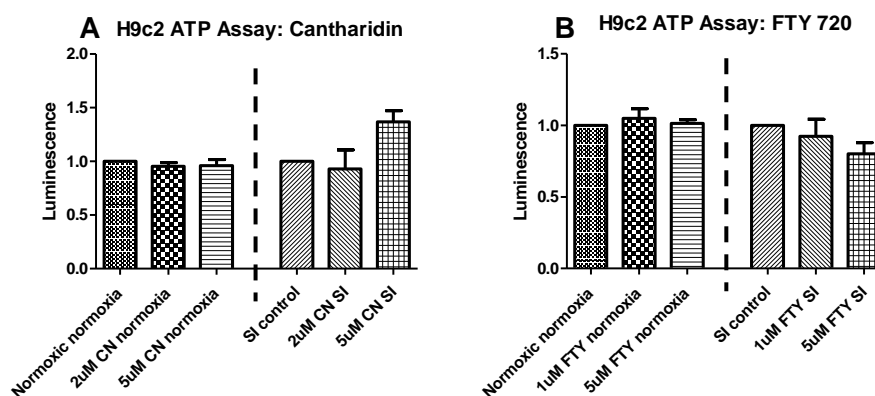 A H9c2 ATP Assay: Cantharidin
2.0
1.5
1.0
0.5
0.0
Luminescence
Normoxic normoxia
2uM CN normoxia
5uM CN normoxia
SI control
2uM CN SI
5uM CN SI
B H9c2 ATP Assay: FTY 720
1.5
1.0
0.5
0.0
Luminescence
Normoxic normoxia
1uM FTY normoxia
5uM FTY normoxia
SI control
1uM FTY SI
5uM FTY SI